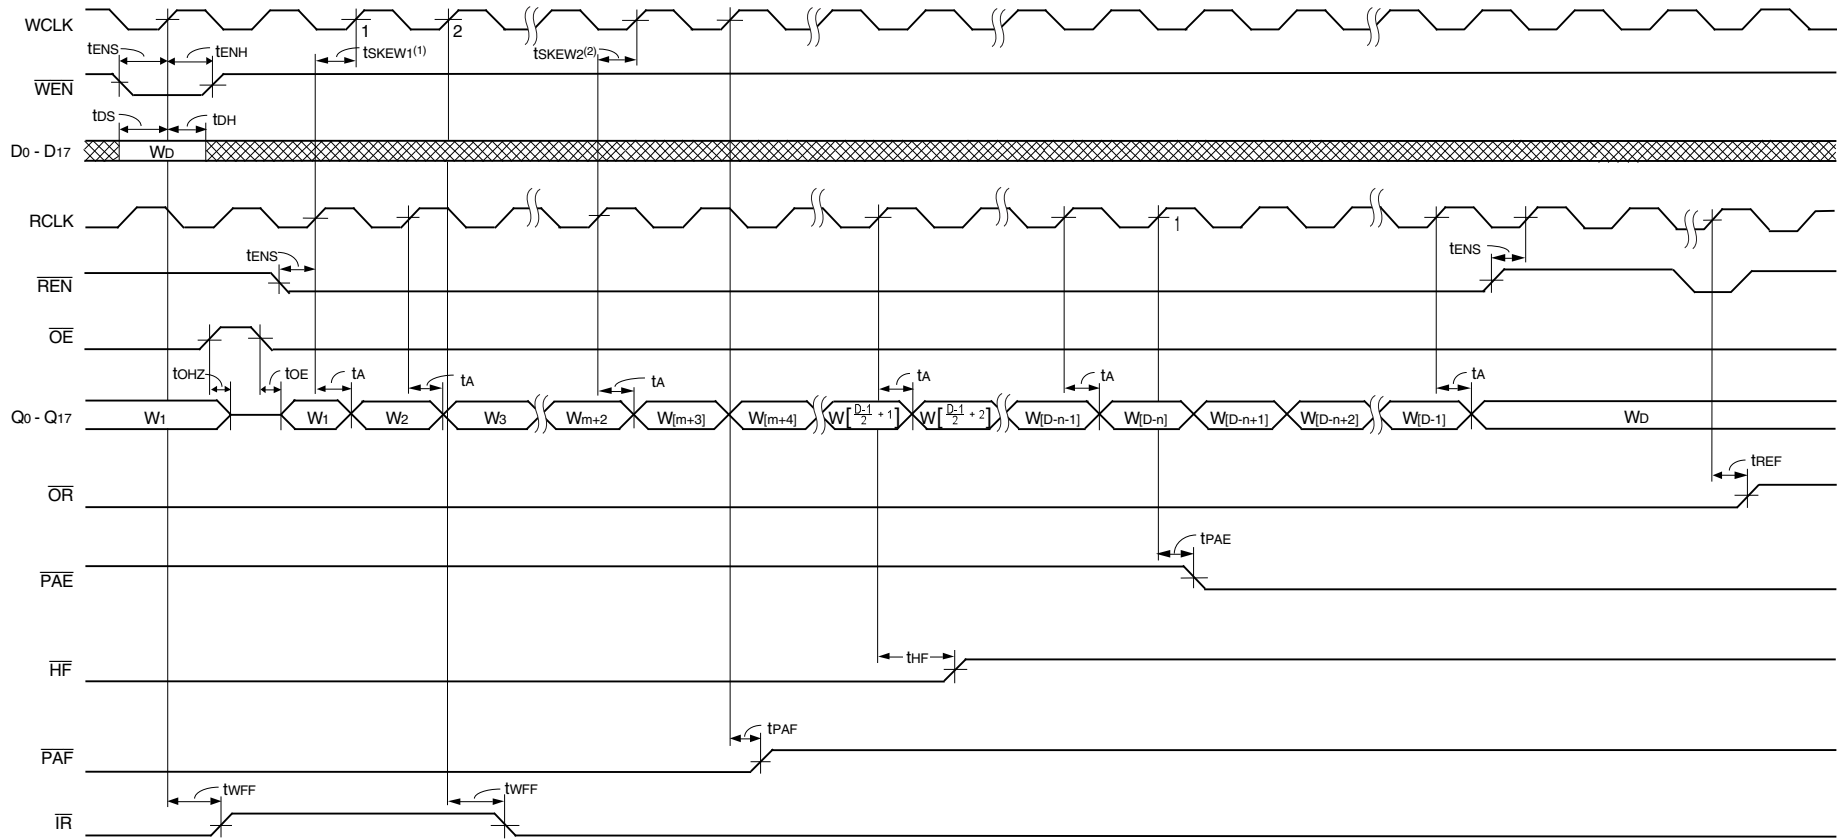 WCLK
1
2
tENS
tENH
tSKEW1(1)
tSKEW2(2)
WEN
tDS
tDH
D0 - D17
WD
RCLK
1
tENS
tENS
REN
OE
tOHZ
tOE
tA
tA
tA
tA
tA
tA
Q0 - Q17
W1
W1
W2
W3
Wm+2
W[m+3]
W[m+4]
W[D-1/2 + 1]
W[D-1/2 + 2]
W[D-n-1]
W[D-n]
W[D-n+1]
W[D-n+2]
W[D-1]
WD
tREF
OR
tPAE
PAE
tHF
HF
tPAF
PAF
tWFF
tWFF
IR